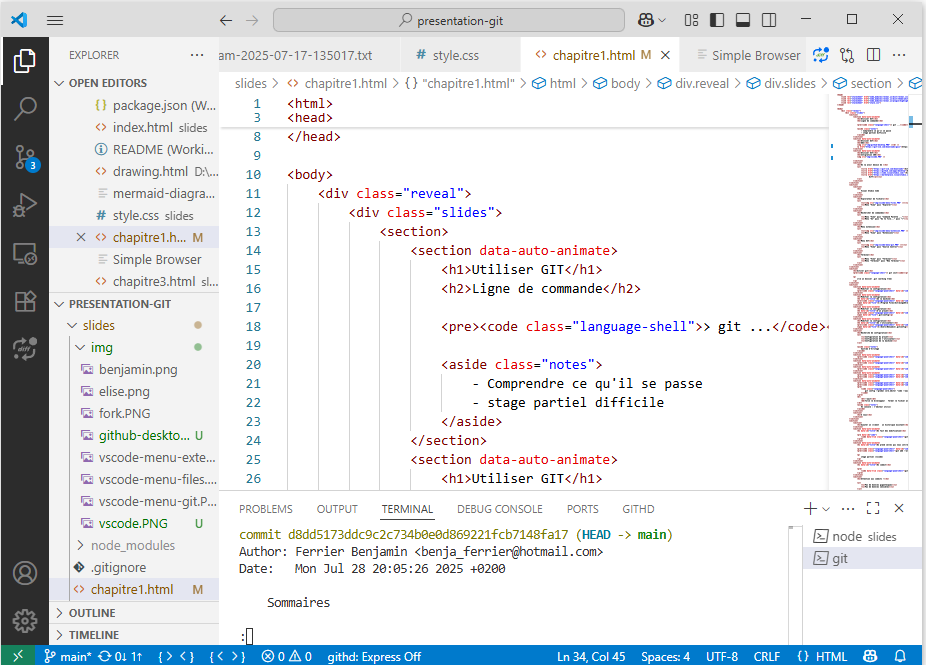 presentation-git
EXPLORER
am-2025-07-17-135017.txt
# style.css
<> chapitre1.html M
Simple Browser
OPEN EDITORS
slides > <> chapitre1.html > {} "chapitre1.html" > html > body > div.reveal > div.slides > section >
{} package.json (W...
<> index.html slides
README (Worki...
<> drawing.html D:\...
mermaid-diagra...
# style.css slides
<> chapitre1.h... M
Simple Browser
<> chapitre3.html sl...
PRESENTATION-GIT
slides
img
benjamin.png
elise.png
fork.PNG
github-deskto... U
vscode-menu-exte...
vscode-menu-files....
vscode-menu-git.P...
vscode.PNG U
node_modules
.gitignore
<> chapitre1.html M
OUTLINE
TIMELINE
3
1 <html>
3 <head>
8 </head>
9
10 <body>
11 <div class="reveal">
12 <div class="slides">
13 <section>
14 <section data-auto-animate>
15 <h1>Utiliser GIT</h1>
16 <h2>Ligne de commande</h2>
17
18 <pre><code class="language-shell">> git ...</code><
19
20 <aside class="notes">
21 - Comprendre ce qu'il se passe
22 - stage partiel difficile
23 </aside>
24 </section>
25 <section data-auto-animate>
26 <h1>Utiliser GIT</h1>
PROBLEMS OUTPUT TERMINAL DEBUG CONSOLE PORTS GITHD
commit d8dd5173ddc9c2c734b0e0d869221fcb7148fa17 (HEAD -> main)
Author: Ferrier Benjamin <benja_ferrier@hotmail.com>
Date: Mon Jul 28 20:05:26 2025 +0200
Sommaires
:
node slides
git
main* 0↓ 1↑ {> <} {< >} 0 0 githd: Express Off Ln 34, Col 45 Spaces: 4 UTF-8 CRLF {} HTML